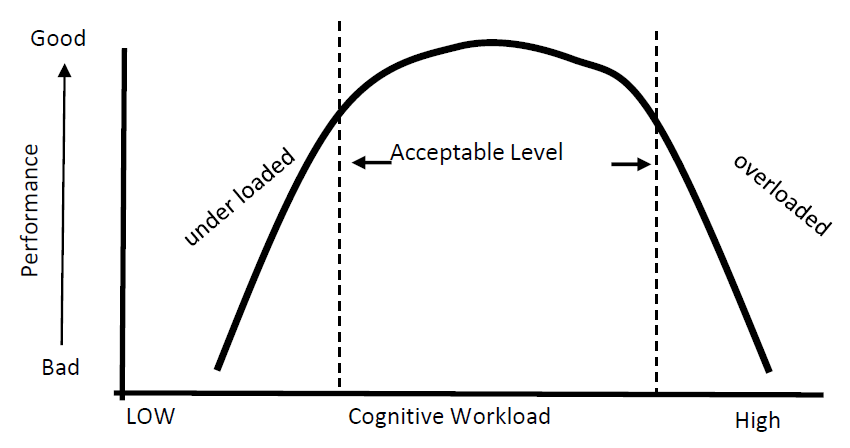 Good
Performance
Bad
under loaded
Acceptable Level
overloaded
LOW
Cognitive Workload
High